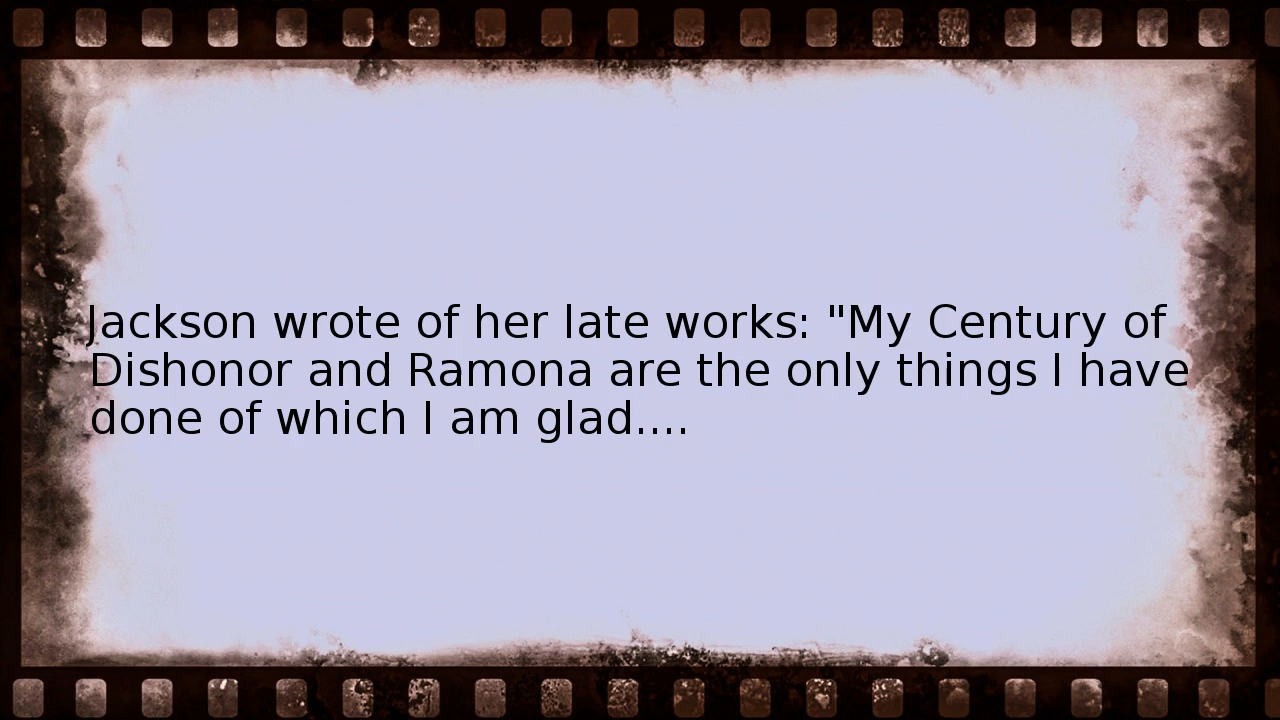 Jackson wrote of her late works: "My Century of
Dishonor and Ramona are the only things I have
done of which I am glad....